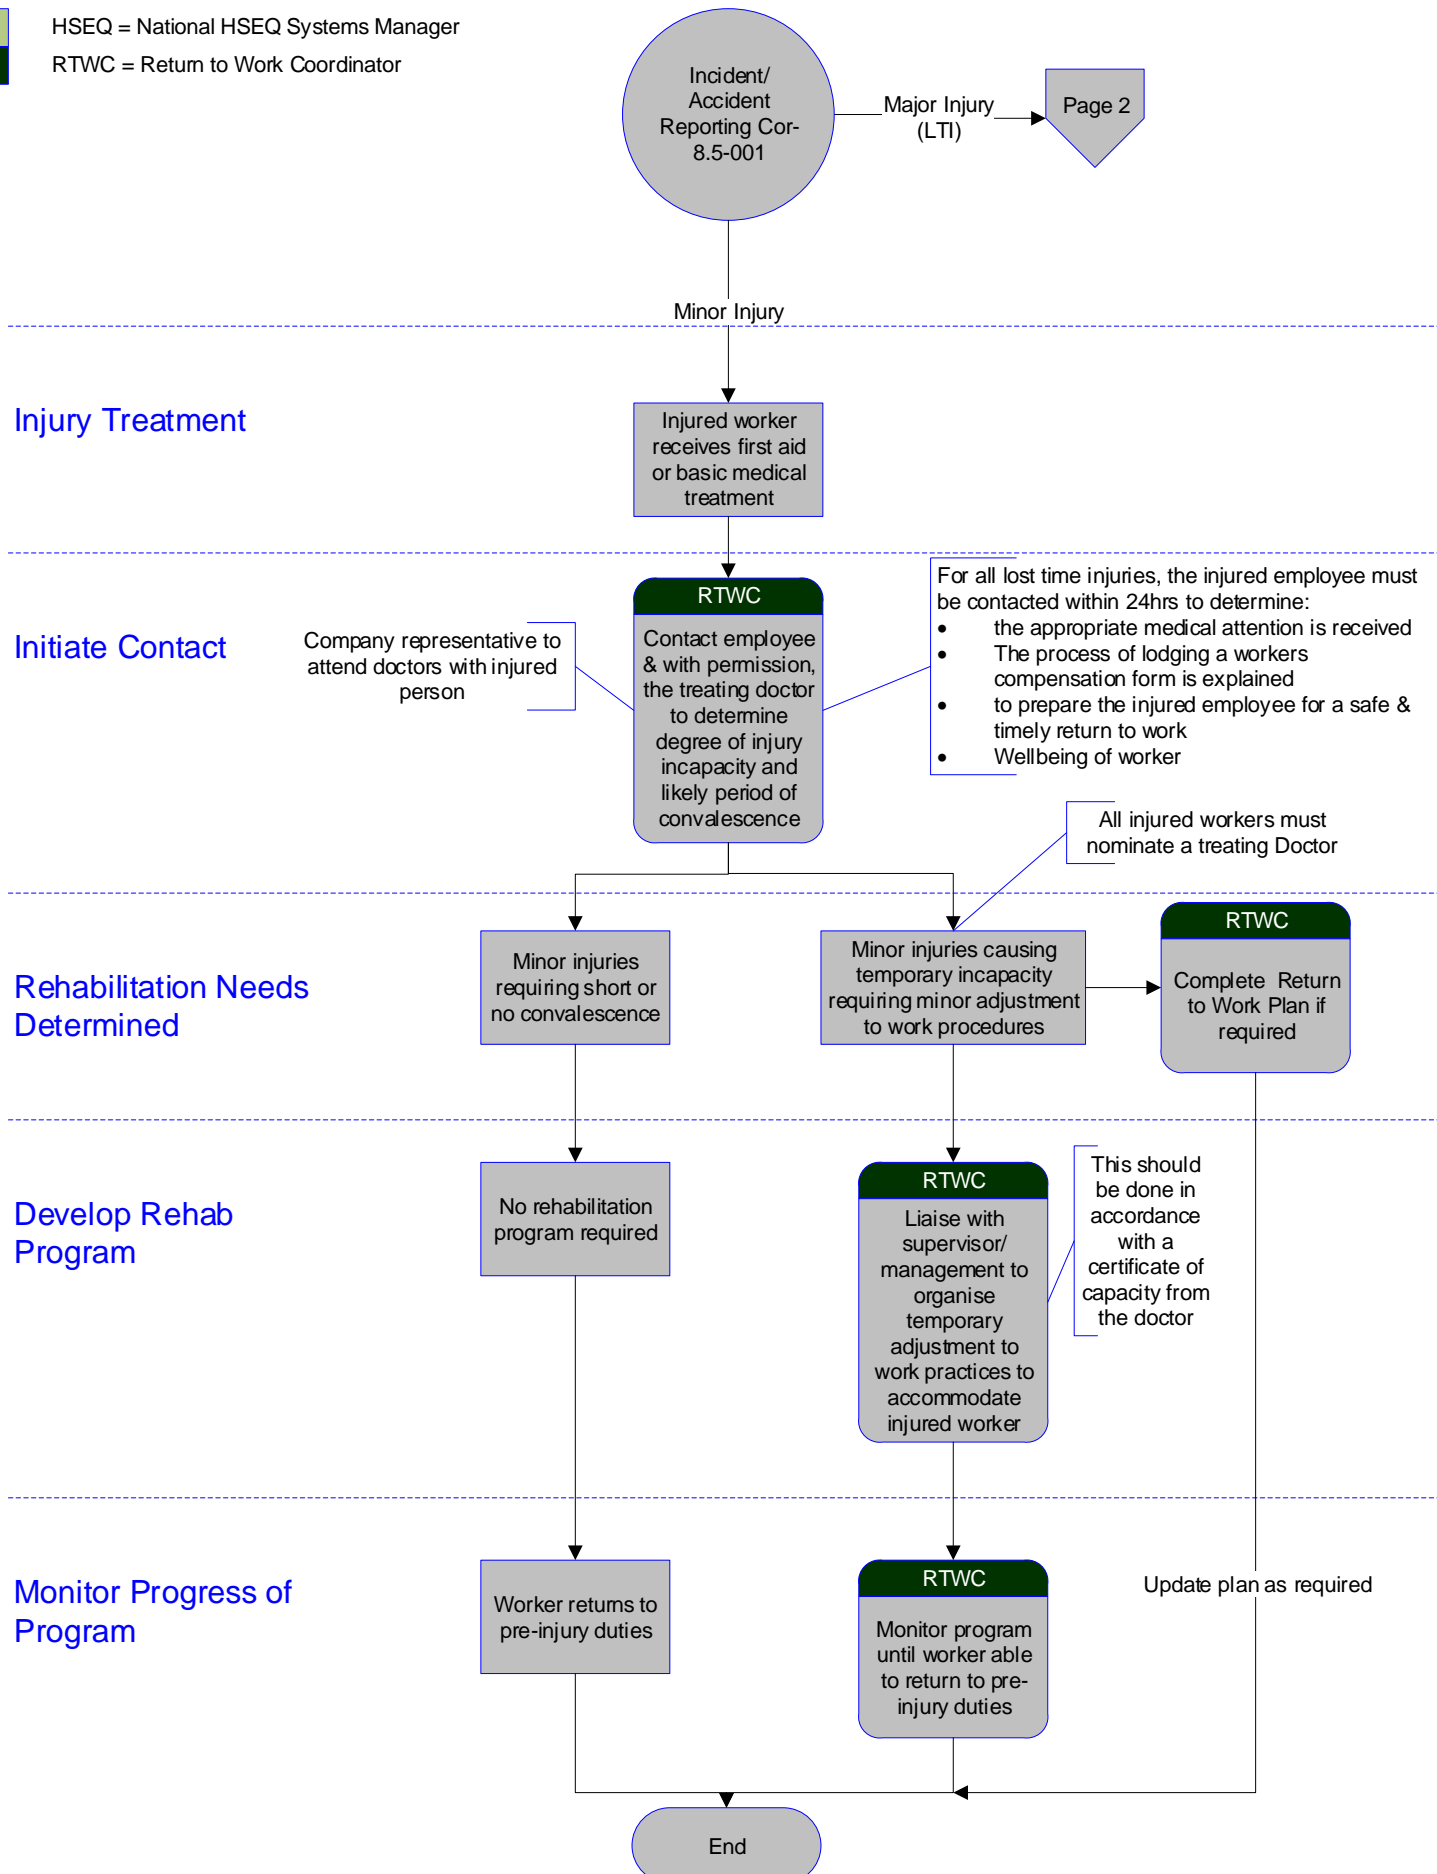 HSEQ = National HSEQ Systems Manager
RTWC = Return to Work Coordinator
Incident/
Accident
Reporting Cor-
8.5-001
Major Injury
(LTI)
Page 2
Minor Injury
Injury Treatment
Injured worker
receives first aid
or basic medical
treatment
Initiate Contact
Company representative to
attend doctors with injured
person
RTWC
Contact employee
& with permission,
the treating doctor
to determine
degree of injury
incapacity and
likely period of
convalescence
For all lost time injuries, the injured employee must
be contacted within 24hrs to determine:
• the appropriate medical attention is received
• The process of lodging a workers
compensation form is explained
• to prepare the injured employee for a safe &
timely return to work
• Wellbeing of worker
All injured workers must
nominate a treating Doctor
Rehabilitation Needs
Determined
Minor injuries
requiring short or
no convalescence
Minor injuries causing
temporary incapacity
requiring minor adjustment
to work procedures
RTWC
Complete Return
to Work Plan if
required
Develop Rehab
Program
No rehabilitation
program required
RTWC
Liaise with
supervisor/
management to
organise
temporary
adjustment to
work practices to
accommodate
injured worker
This should
be done in
accordance
with a
certificate of
capacity from
the doctor
Monitor Progress of
Program
Worker returns to
pre-injury duties
RTWC
Monitor program
until worker able
to return to pre-
injury duties
Update plan as required
End